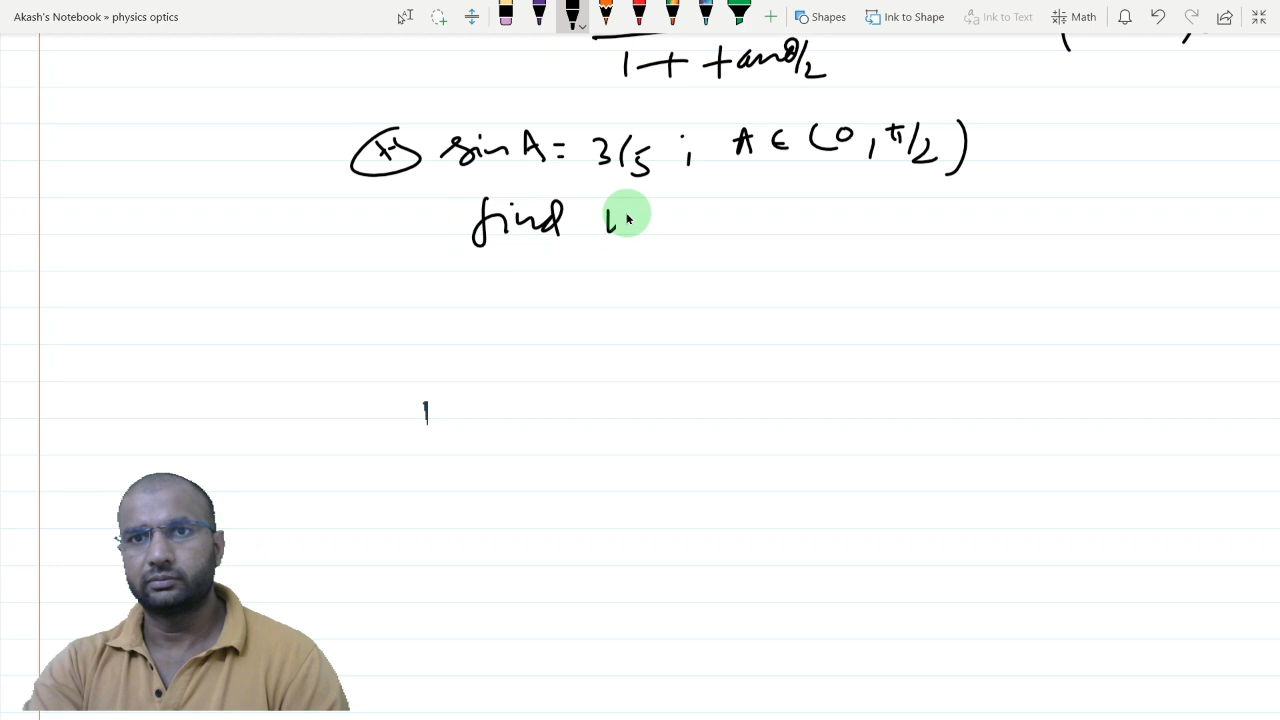 Akash's Notebook » physics optics
Shapes Ink to Shape Ink to Text Math
1 + tanθ/2
sin A = 3/5 ; A ∈ (0, π/2)
find